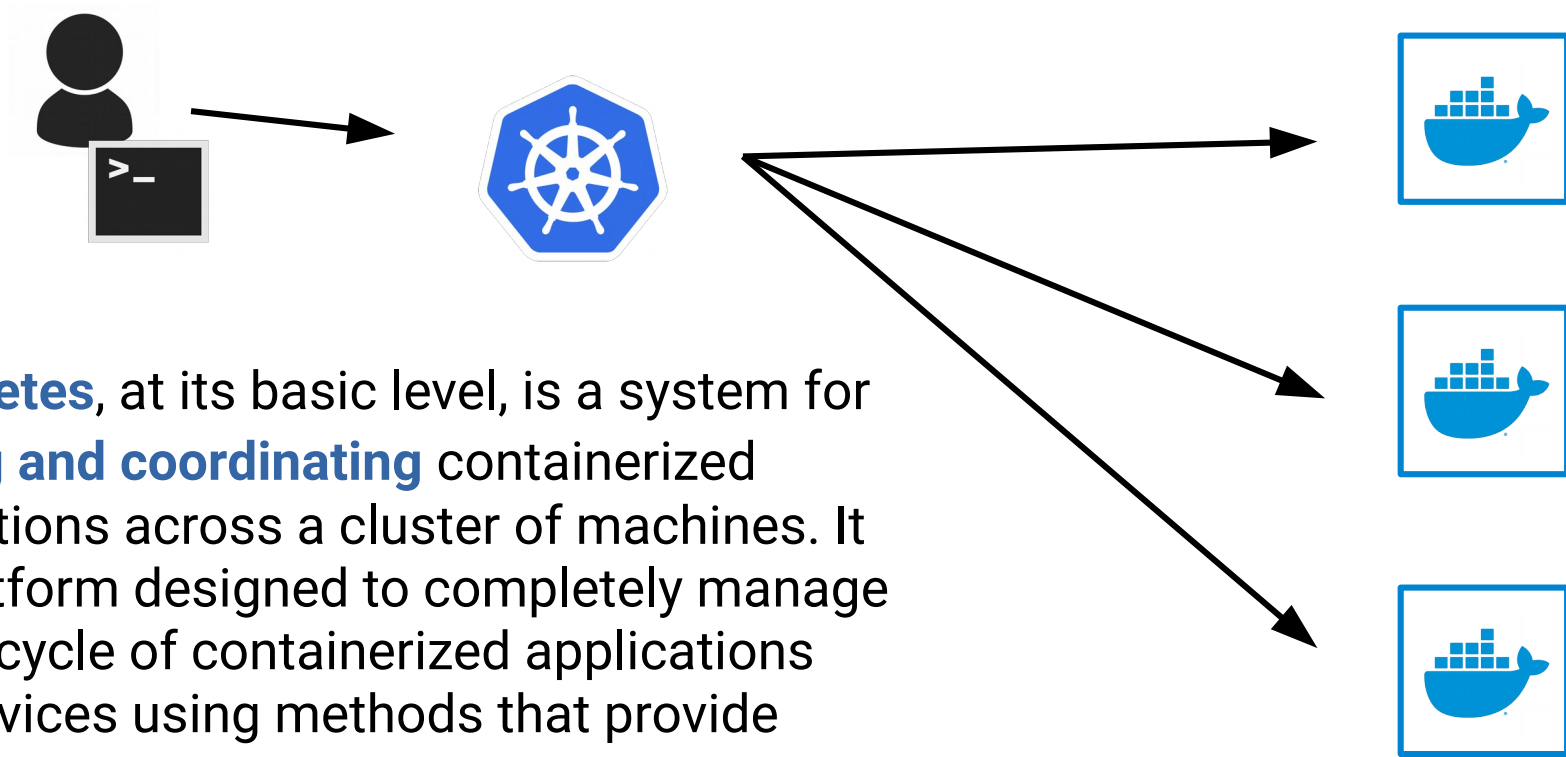 >_
etes, at its basic level, is a system for
g and coordinating containerized
tions across a cluster of machines. It
tform designed to completely manage
cycle of containerized applications
vices using methods that provide